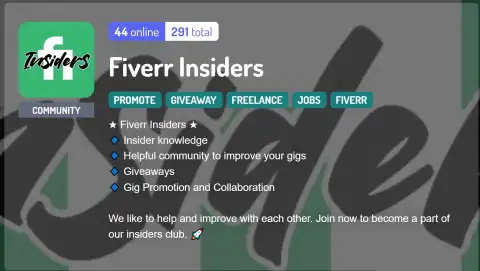 44 online 291 total
Insiders
fi
COMMUNITY
Fiverr Insiders
PROMOTE GIVEAWAY FREELANCE JOBS FIVERR
★ Fiverr Insiders ★
🔹 Insider knowledge
🔹 Helpful community to improve your gigs
🔹 Giveaways
🔹 Gig Promotion and Collaboration
We like to help and improve with each other. Join now to become a part of
our insiders club. 🚀